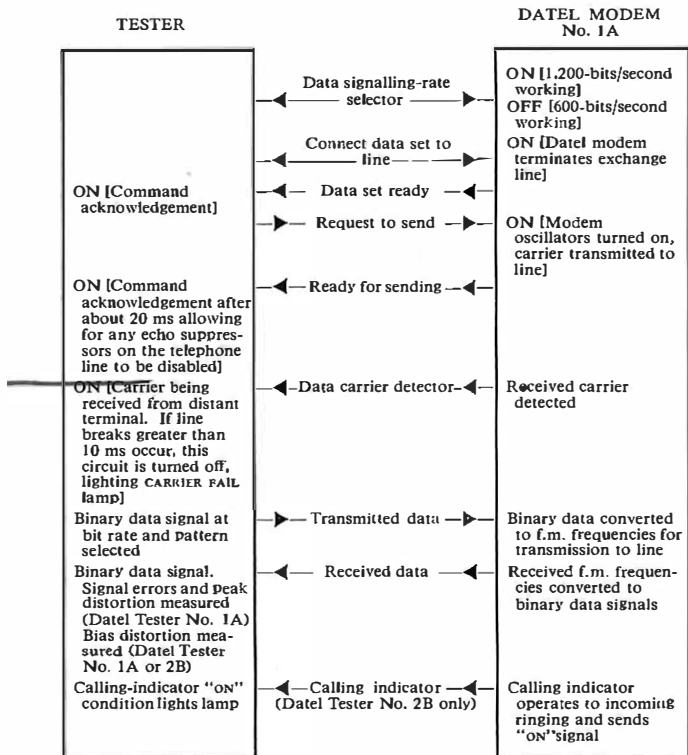 TESTER
DATEL MODEM
No. 1A
Data signalling-rate
selector
ON [1,200-bits/second
working]
OFF [600-bits/second
working]
Connect data set to
line
ON [Datel modem
terminates exchange
line]
ON [Command
acknowledgement]
Data set ready
Request to send
ON [Modem
oscillators turned on,
carrier transmitted to
line]
ON [Command
acknowledgement after
about 20 ms allowing
for any echo suppres-
sors on the telephone
line to be disabled]
Ready for sending
ON [Carrier being
received from distant
terminal. If line
breaks greater than
10 ms occur, this
circuit is turned off,
lighting CARRIER FAIL
lamp]
Data carrier detector
Received carrier
detected
Binary data signal at
bit rate and pattern
selected
Transmitted data
Binary data converted
to f.m. frequencies for
transmission to line
Binary data signal.
Signal errors and peak
distortion measured
(Datel Tester No. 1A)
Bias distortion mea-
sured (Datel Tester
No. 1A or 2B)
Received data
Received f.m. frequen-
cies converted to
binary data signals
Calling-indicator "ON"
condition lights lamp
Calling indicator
(Datel Tester No. 2B only)
Calling indicator
operates to incoming
ringing and sends
"ON" signal